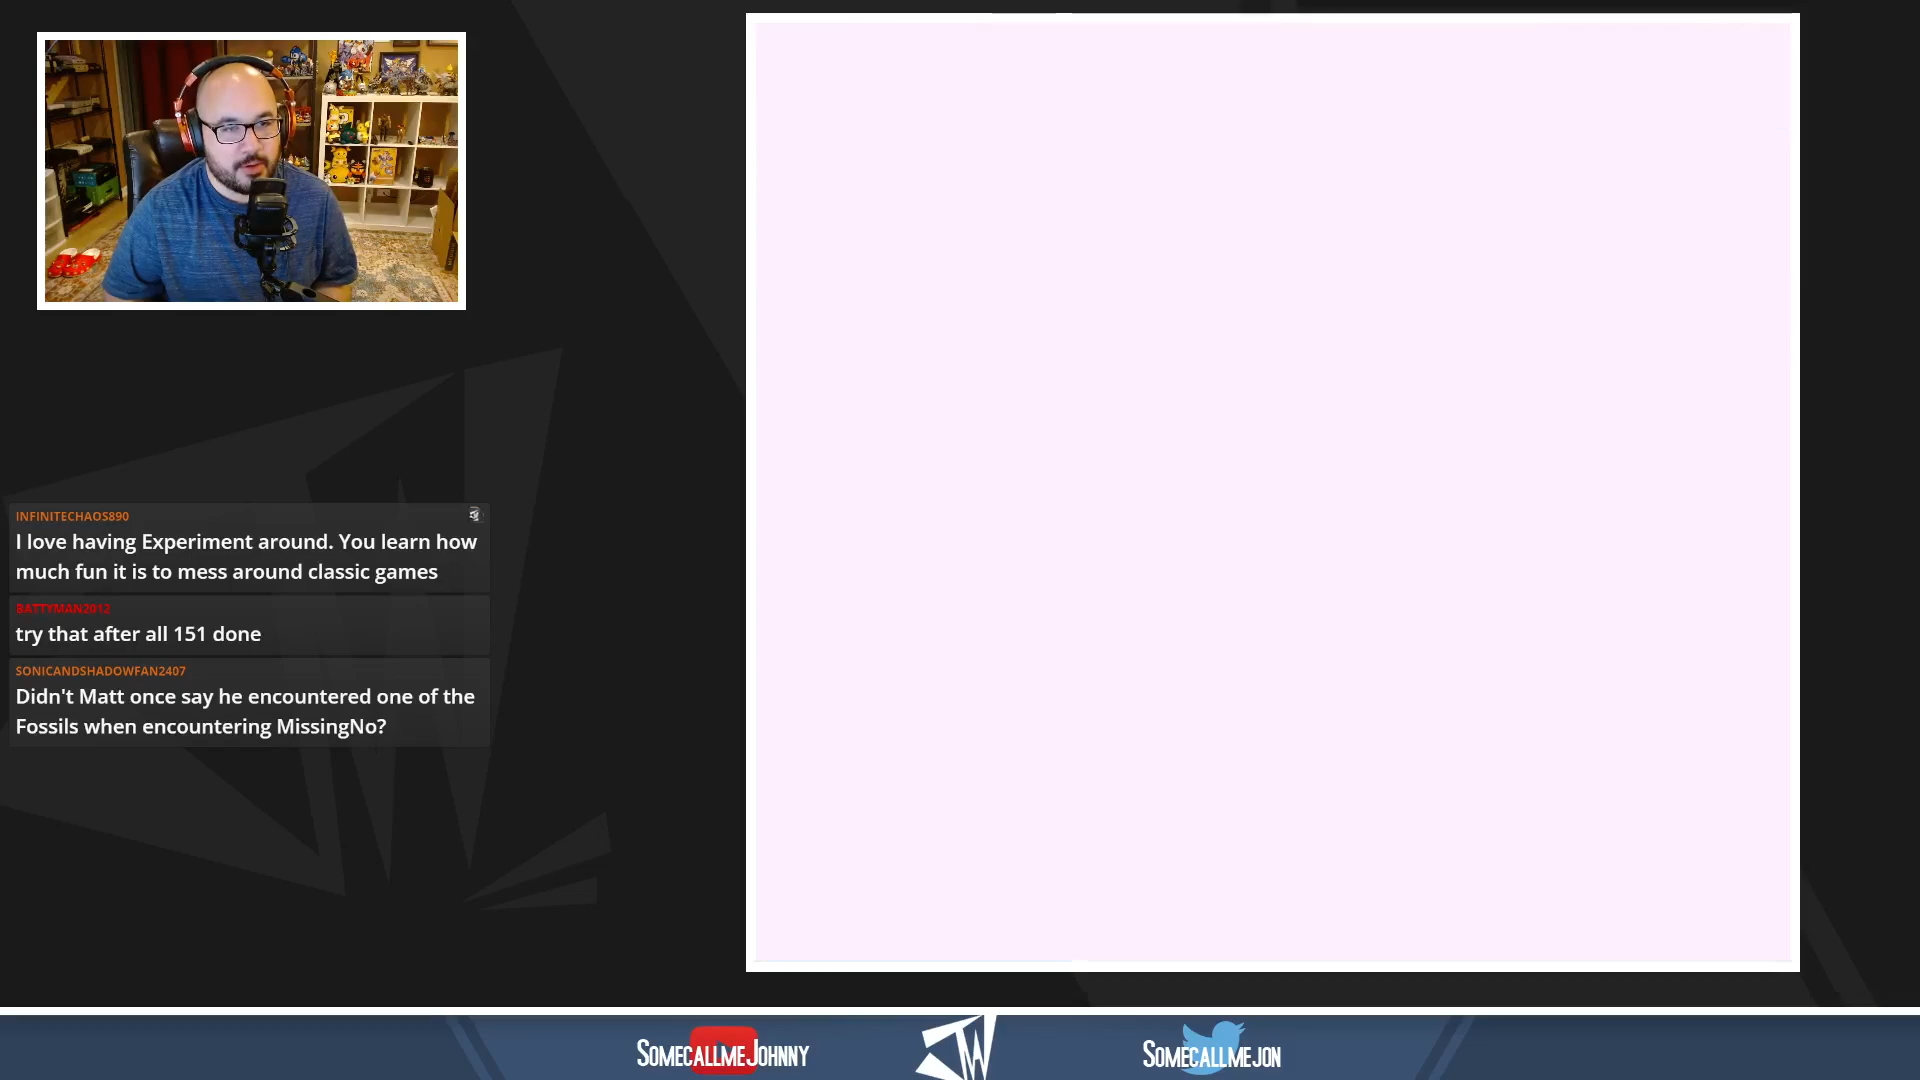 INFINITECHAOS890
I love having Experiment around. You learn how
much fun it is to mess around classic games
BATTYMAN2012
try that after all 151 done
SONICANDSHADOWFAN2407
Didn't Matt once say he encountered one of the
Fossils when encountering MissingNo?
SOMECALLMEJOHNNY
SOMECALLMEJON